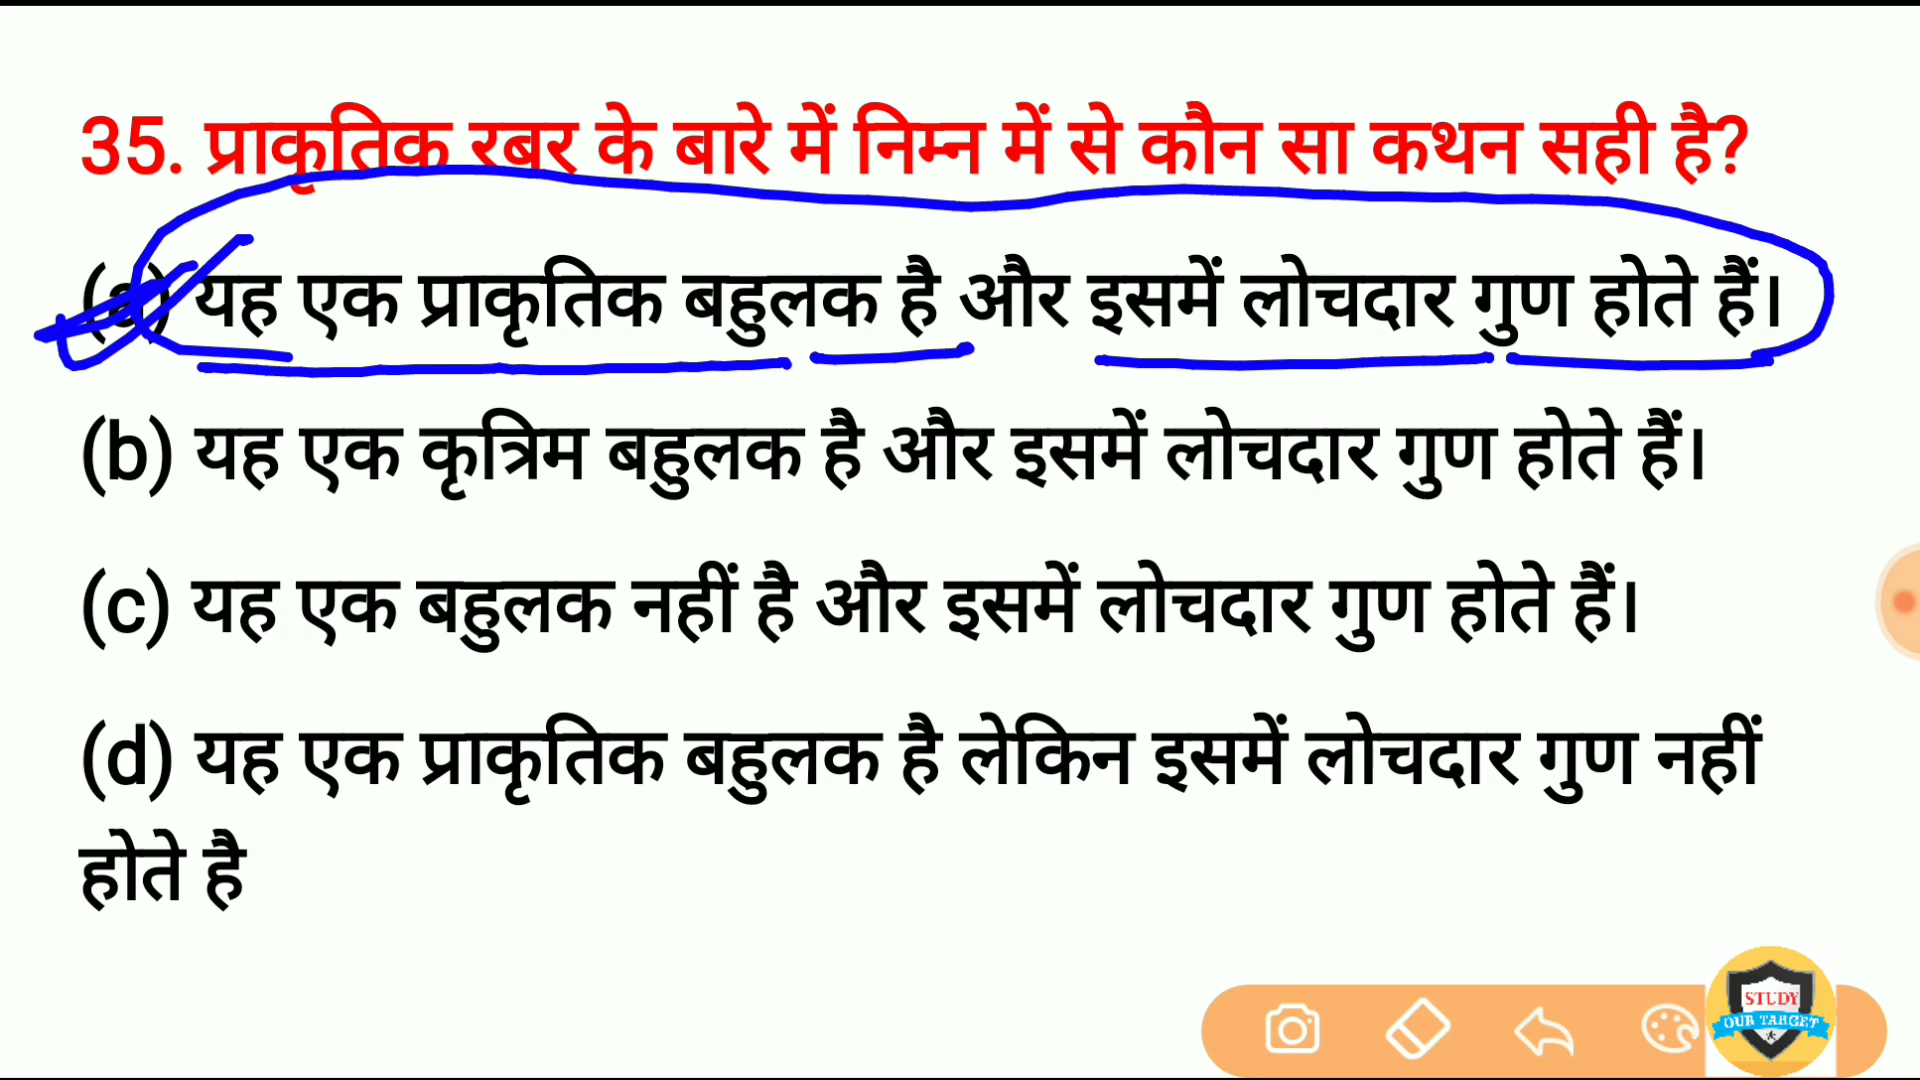 35. प्राकृतिक रबर के बारे में निम्न में से कौन सा कथन सही है?
(a) यह एक प्राकृतिक बहुलक है और इसमें लोचदार गुण होते हैं।
(b) यह एक कृत्रिम बहुलक है और इसमें लोचदार गुण होते हैं।
(c) यह एक बहुलक नहीं है और इसमें लोचदार गुण होते हैं।
(d) यह एक प्राकृतिक बहुलक है लेकिन इसमें लोचदार गुण नहीं
होते है
STUDY
OUR TARGET